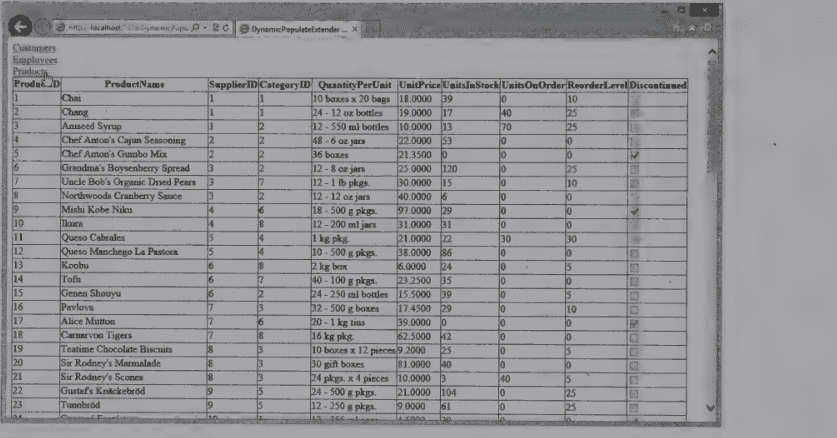 localhost
DynamicPopulateExtender ...
Customers
Employees
Products
ProductName SupplierID CategoryID QuantityPerUnit UnitPrice UnitsInStock UnitsOnOrder ReorderLevel Discontinued
1 Chai 1 1 10 boxes x 20 bags 18.0000 39 0 10
2 Chang 1 1 24 - 12 oz bottles 19.0000 17 40 25
3 Aniseed Syrup 1 2 12 - 550 ml bottles 10.0000 13 70 25
4 Chef Anton's Cajun Seasoning 2 2 48 - 6 oz jars 22.0000 53 0 0
5 Chef Anton's Gumbo Mix 2 2 36 boxes 21.3500 0 0 0
6 Grandma's Boysenberry Spread 3 2 12 - 8 oz jars 25.0000 120 0 25
7 Uncle Bob's Organic Dried Pears 3 7 12 - 1 lb pkgs. 30.0000 15 0 10
8 Northwoods Cranberry Sauce 3 2 12 - 12 oz jars 40.0000 6 0 0
9 Mishi Kobe Niku 4 6 18 - 500 g pkgs. 97.0000 29 0 0
10 Ikura 4 8 12 - 200 ml jars 31.0000 31 0 0
11 Queso Cabrales 5 4 1 kg pkg. 21.0000 22 30 30
12 Queso Manchego La Pastora 5 4 10 - 500 g pkgs. 38.0000 86 0 0
13 Konbu 6 8 2 kg box 6.0000 24 0 5
14 Tofu 6 7 40 - 100 g pkgs. 23.2500 35 0 0
15 Genen Shouyu 6 2 24 - 250 ml bottles 15.5000 39 0 5
16 Pavlova 7 3 32 - 500 g boxes 17.4500 29 0 10
17 Alice Mutton 7 6 20 - 1 kg tins 39.0000 0 0 0
18 Carnarvon Tigers 7 8 16 kg pkg. 62.5000 42 0 0
19 Teatime Chocolate Biscuits 8 3 10 boxes x 12 pieces 9.2000 25 0 5
20 Sir Rodney's Marmalade 8 3 30 gift boxes 81.0000 40 0 0
21 Sir Rodney's Scones 8 3 24 pkgs. x 4 pieces 10.0000 3 40 5
22 Gustaf's Knäckebröd 9 5 24 - 500 g pkgs. 21.0000 104 0 25
23 Tunnbröd 9 5 12 - 250 g pkgs. 9.0000 61 0 25